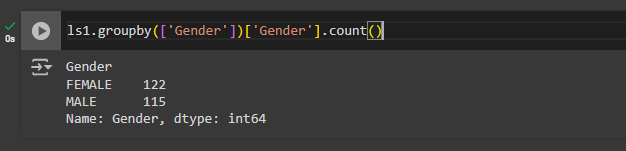 ls1.groupby(['Gender'])['Gender'].count()
0s
Gender
FEMALE    122
MALE      115
Name: Gender, dtype: int64